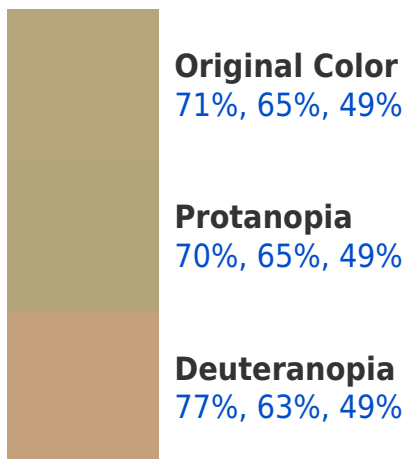 Original Color
71%, 65%, 49%
Protanopia
70%, 65%, 49%
Deuteranopia
77%, 63%, 49%